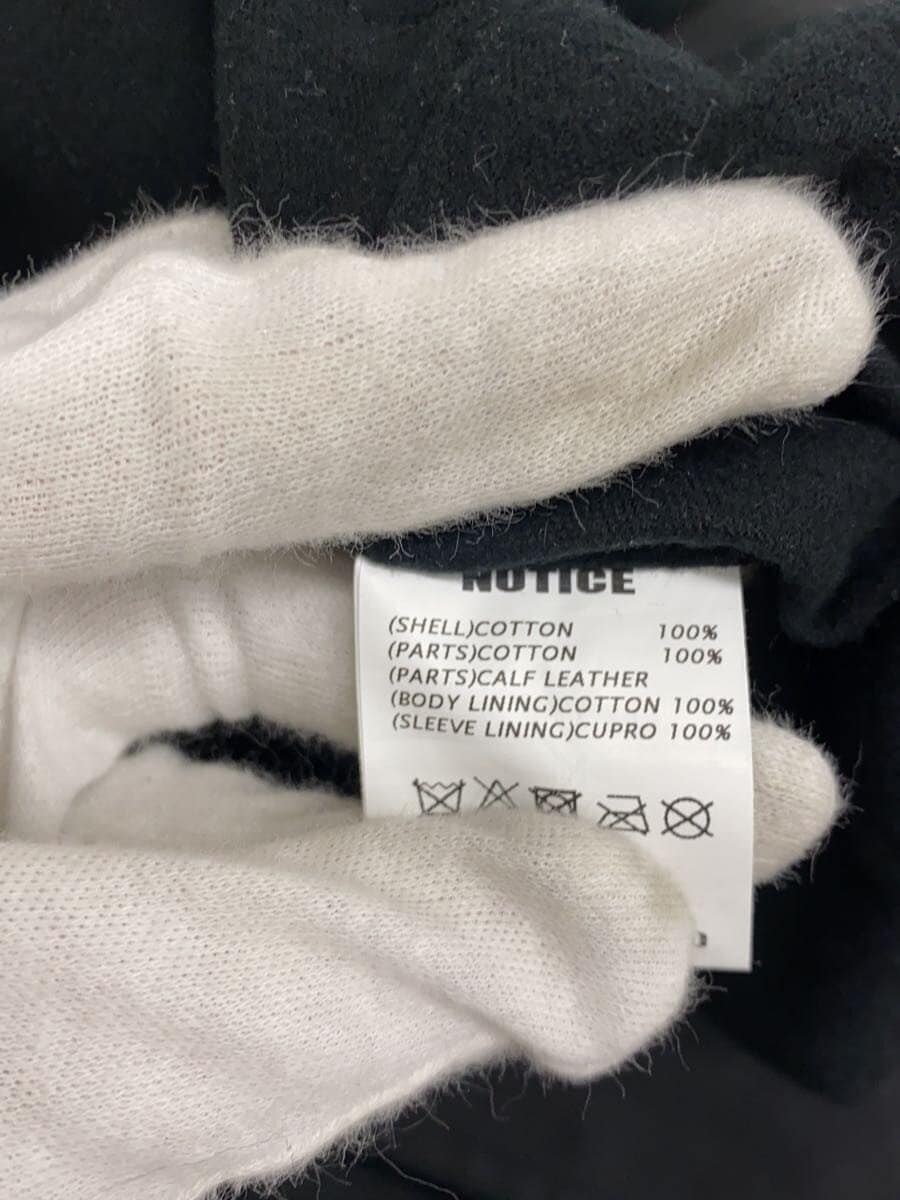 NOTICE
(SHELL)COTTON 100%
(PARTS)COTTON 100%
(PARTS)CALF LEATHER
(BODY LINING)COTTON 100%
(SLEEVE LINING)CUPRO 100%